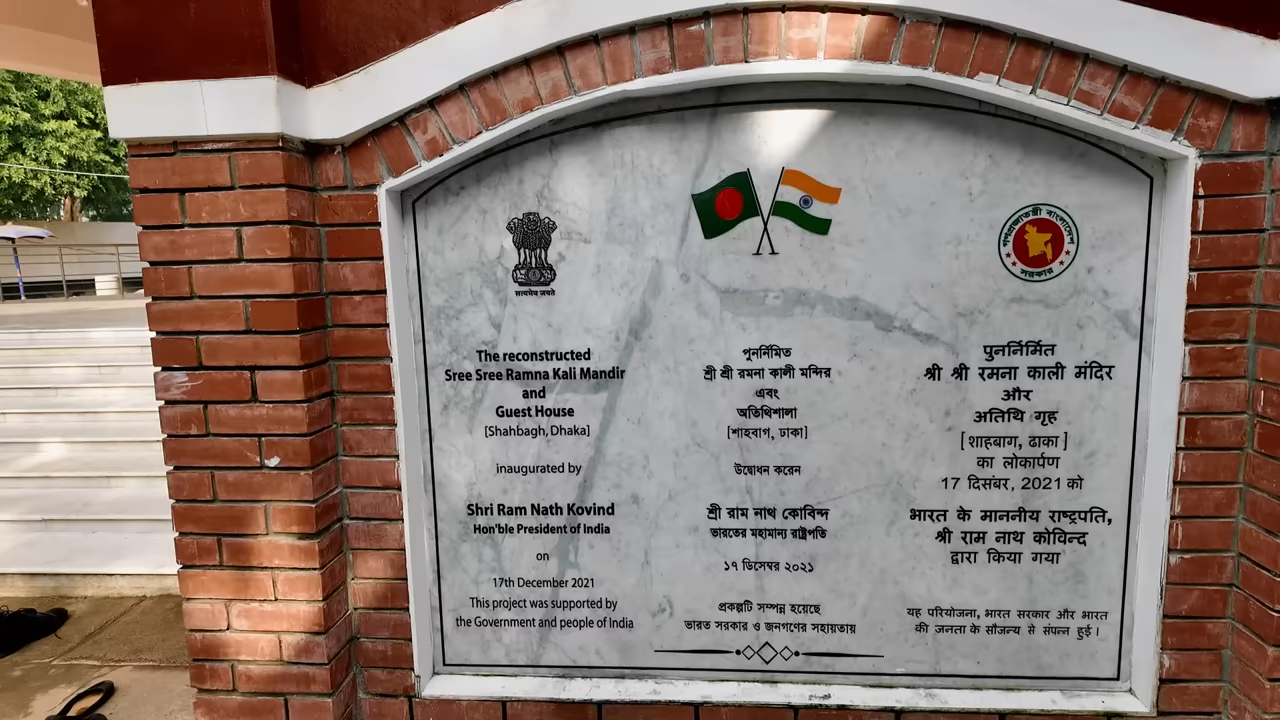 सत्यमेव जयते
গণপ্রজাতন্ত্রী বাংলাদেশ
সরকার
The reconstructed
Sree Sree Ramna Kali Mandir
and
Guest House
[Shahbagh, Dhaka]
inaugurated by
Shri Ram Nath Kovind
Hon'ble President of India
on
17th December 2021
This project was supported by
the Government and people of India
পুনর্নির্মিত
শ্রী শ্রী রমনা কালী মন্দির
এবং
অতিথিশালা
[শাহবাগ, ঢাকা]
উদ্বোধন করেন
শ্রী রাম নাথ কোবিন্দ
ভারতের মহামান্য রাষ্ট্রপতি
১৭ ডিসেম্বর ২০২১
প্রকল্পটি সম্পন্ন হয়েছে
ভারত সরকার ও জনগণের সহায়তায়
पुनर्निर्मित
श्री श्री रमना काली मंदिर
और
अतिथि गृह
[शाहबाग, ढाका]
का लोकार्पण
17 दिसंबर, 2021 को
भारत के माननीय राष्ट्रपति,
श्री राम नाथ कोविन्द
द्वारा किया गया
यह परियोजना, भारत सरकार और भारत
की जनता के सौजन्य से संपन्न हुई।